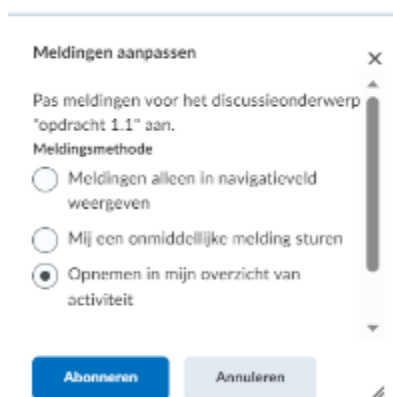 Meldingen aanpassen
Pas meldingen voor het discussieonderwerp
"opdracht 1.1" aan.
Meldingsmethode
Meldingen alleen in navigatieveld
weergeven
Mij een onmiddellijke melding sturen
Opnemen in mijn overzicht van
activiteit
Abonneren Annuleren